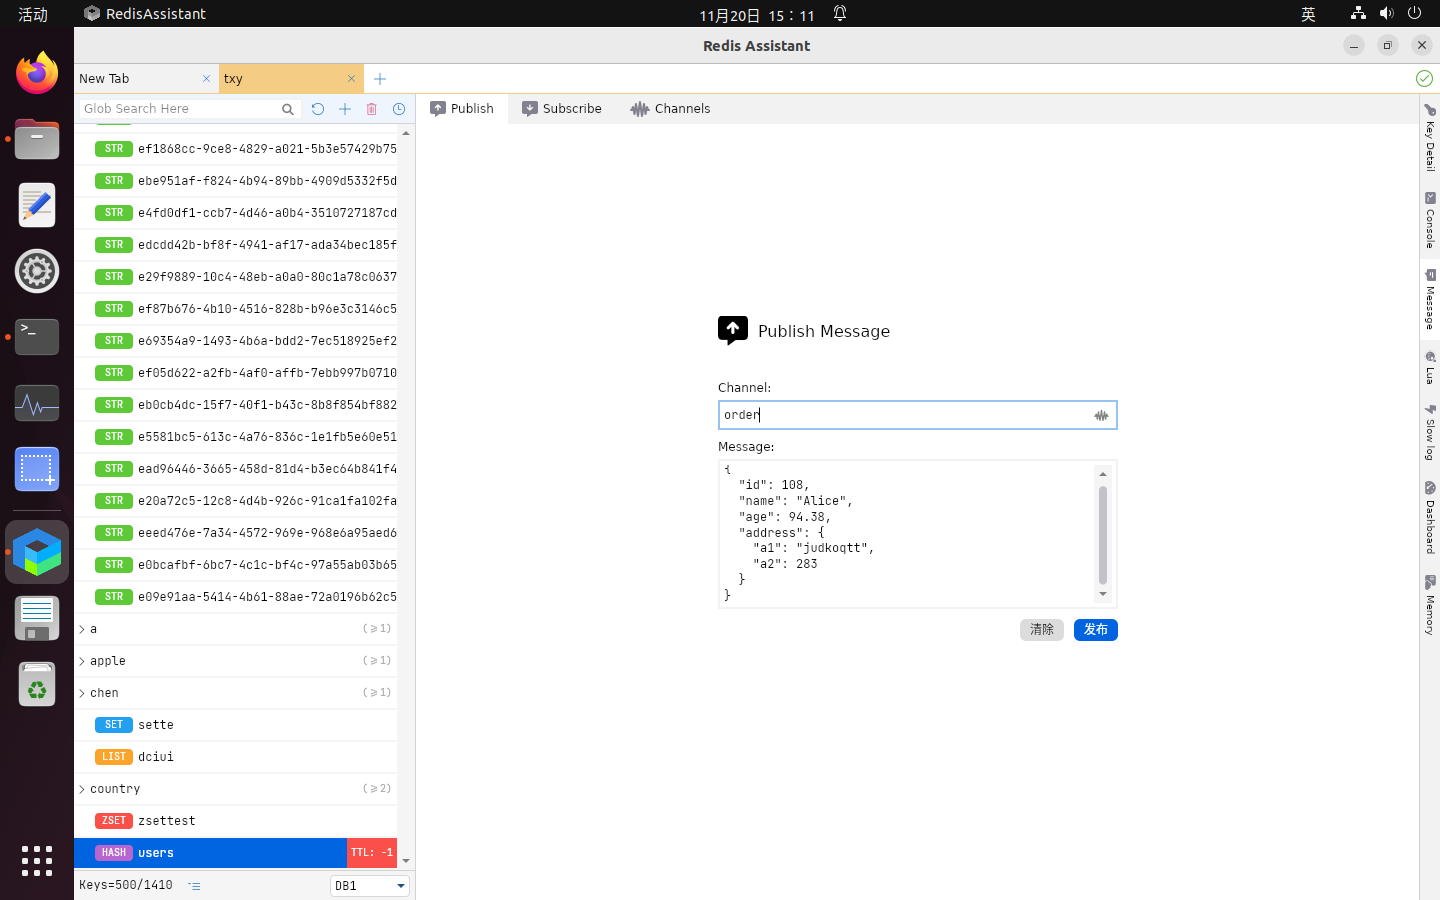 活动
RedisAssistant
11月20日 15：11
英
Redis Assistant
New Tab
txy
Glob Search Here
Publish
Subscribe
Channels
STR ef1868cc-9ce8-4829-a021-5b3e57429b75
STR ebe951af-f824-4b94-89bb-4909d5332f5d
STR e4fd0df1-ccb7-4d46-a0b4-3510727187cd
STR edcdd42b-bf8f-4941-af17-ada34bec185f
STR e29f9889-10c4-48eb-a0a0-80c1a78c0637
STR ef87b676-4b10-4516-828b-b96e3c3146c5
STR e69354a9-1493-4b6a-bdd2-7ec518925ef2
STR ef05d622-a2fb-4af0-affb-7ebb997b0710
STR eb0cb4dc-15f7-40f1-b43c-8b8f854bf882
STR e5581bc5-613c-4a76-836c-1e1fb5e60e51
STR ead96446-3665-458d-81d4-b3ec64b841f4
STR e20a72c5-12c8-4d4b-926c-91ca1fa102fa
STR eeed476e-7a34-4572-969e-968e6a95aed6
STR e0bcafbf-6bc7-4c1c-bf4c-97a55ab03b65
STR e09e91aa-5414-4b61-88ae-72a0196b62c5
a (⩾1)
apple (⩾1)
chen (⩾1)
SET sette
LIST dciui
country (⩾2)
ZSET zsettest
HASH users TTL: -1
Keys=500/1410
DB1
Publish Message
Channel:
order
Message:
{
"id": 108,
"name": "Alice",
"age": 94.38,
"address": {
"a1": "judkoqtt",
"a2": 283
}
}
清除
发布
Key Detail
Console
Message
Lua
Slow log
Dashboard
Memory